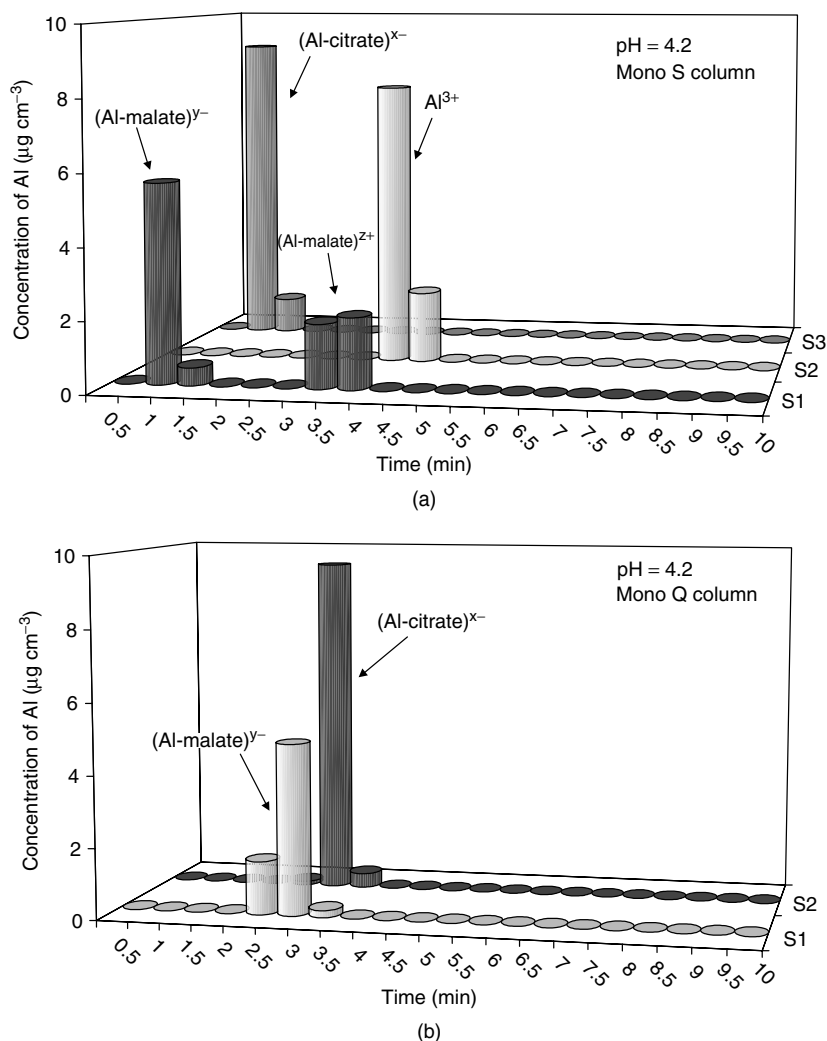 10
8
6
4
2
0
Concentration of Al (µg cm⁻³)
(Al-citrate)ˣ⁻
pH = 4.2
Mono S column
(Al-malate)ʸ⁻
Al³⁺
(Al-malate)ᶻ⁺
S3
S2
S1
0.5 1 1.5 2 2.5 3 3.5 4 4.5 5 5.5 6 6.5 7 7.5 8 8.5 9 9.5 10
Time (min)
(a)
10
8
6
4
2
0
Concentration of Al (µg cm⁻³)
pH = 4.2
Mono Q column
(Al-citrate)ˣ⁻
(Al-malate)ʸ⁻
S2
S1
0.5 1 1.5 2 2.5 3 3.5 4 4.5 5 5.5 6 6.5 7 7.5 8 8.5 9 9.5 10
Time (min)
(b)